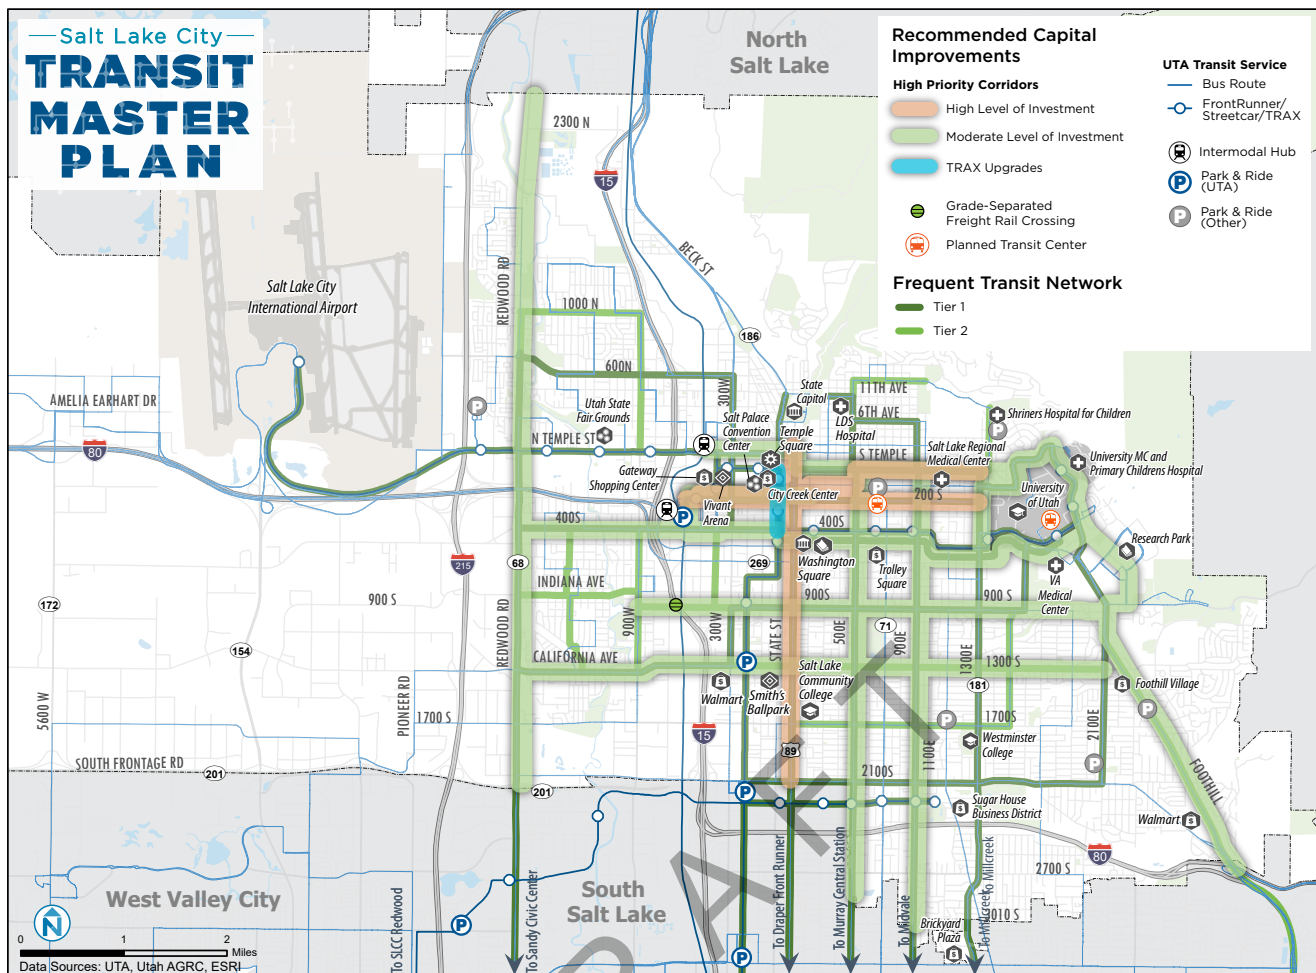 Salt Lake City
TRANSIT
MASTER
PLAN
North
Salt Lake
Recommended Capital
Improvements
High Priority Corridors
High Level of Investment
Moderate Level of Investment
TRAX Upgrades
Grade-Separated
Freight Rail Crossing
Planned Transit Center
Frequent Transit Network
Tier 1
Tier 2
UTA Transit Service
Bus Route
FrontRunner/
Streetcar/TRAX
Intermodal Hub
P
Park & Ride
(UTA)
P
Park & Ride
(Other)
2300 N
15
BECK ST
REDWOOD RD
Salt Lake City
International Airport
1000 N
186
600N
300W
State
Capitol
11TH AVE
6TH AVE
LDS
Hospital
Shriners Hospital for Children
AMELIA EARHART DR
80
P
Utah State
Fair Grounds
Salt Palace
Convention
Center
Temple
Square
P
N TEMPLE ST
S TEMPLE
Salt Lake Regional
Medical Center
University MC and
Primary Childrens Hospital
Gateway
Shopping Center
Vivant
Arena
City Creek Center
P
200 S
University
of Utah
P
400S
400S
Research Park
215
68
269
Washington
Square
Trolley
Square
VA
Medical
Center
INDIANA AVE
172
900 S
900S
900 S
154
REDWOOD RD
900W
300W
STATE ST
500E
71
900E
1300E
CALIFORNIA AVE
P
1300 S
Salt Lake
Community
College
181
Foothill Village
Walmart
Smith's
Ballpark
P
5600 W
PIONEER RD
1700 S
15
P
1700S
Westminster
College
2100E
89
1100E
SOUTH FRONTAGE RD
201
2100S
P
FOOTHILL
201
P
Sugar House
Business District
Walmart
80
2700 S
West Valley City
South
Salt Lake
To SLCC Redwood
To Sandy Civic Center
To Draper Front Runner
To Murray Central Station
To Midvale
To Millcreek
To Millcreek
3010 S
Brickyard
Plaza
P
P
N
0 1 2
Miles
Data Sources: UTA, Utah AGRC, ESRI
DRAFT